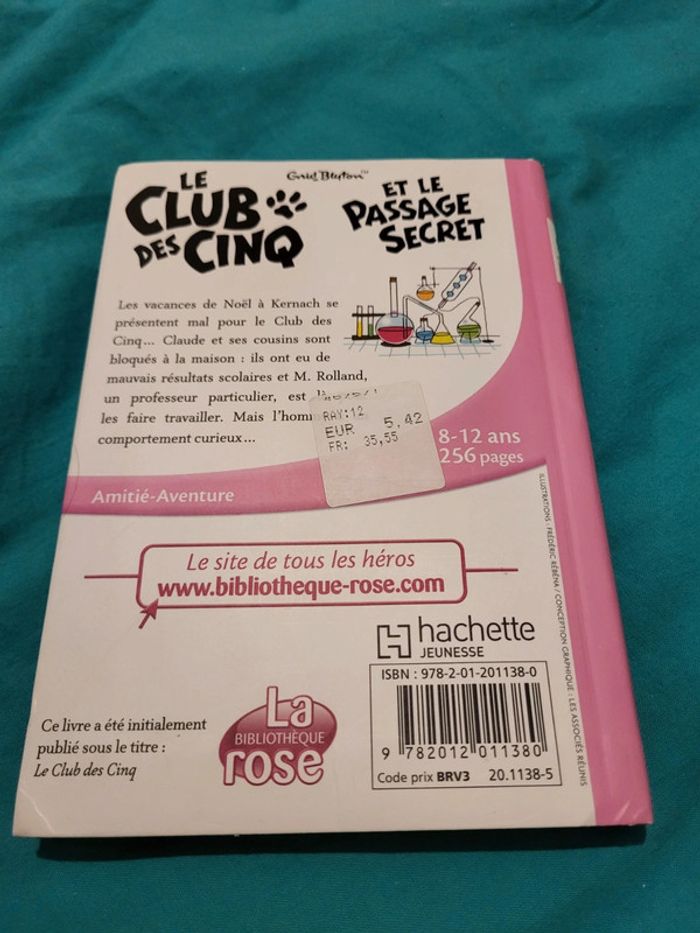 LE
CLUB
DES CINQ
Enid Blyton™
ET LE
PASSAGE
SECRET
Les vacances de Noël à Kernach se
présentent mal pour le Club des
Cinq... Claude et ses cousins sont
bloqués à la maison : ils ont eu de
mauvais résultats scolaires et M. Rolland,
un professeur particulier, est
les faire travailler. Mais
comportement curieux...
RAY:12
EUR 5,42
FR: 35,55
8-12 ans
256 pages
Amitié-Aventure
ILLUSTRATIONS : FRÉDÉRIC RÉBÉNA / CONCEPTION GRAPHIQUE : LES ASSOCIÉS RÉUNIS
Le site de tous les héros
www.bibliotheque-rose.com
hachette
JEUNESSE
ISBN : 978-2-01-201138-0
9 782012 011380
Code prix BRV3 20.1138-5
Ce livre a été initialement
publié sous le titre :
Le Club des Cinq
La
BIBLIOTHÈQUE
rose